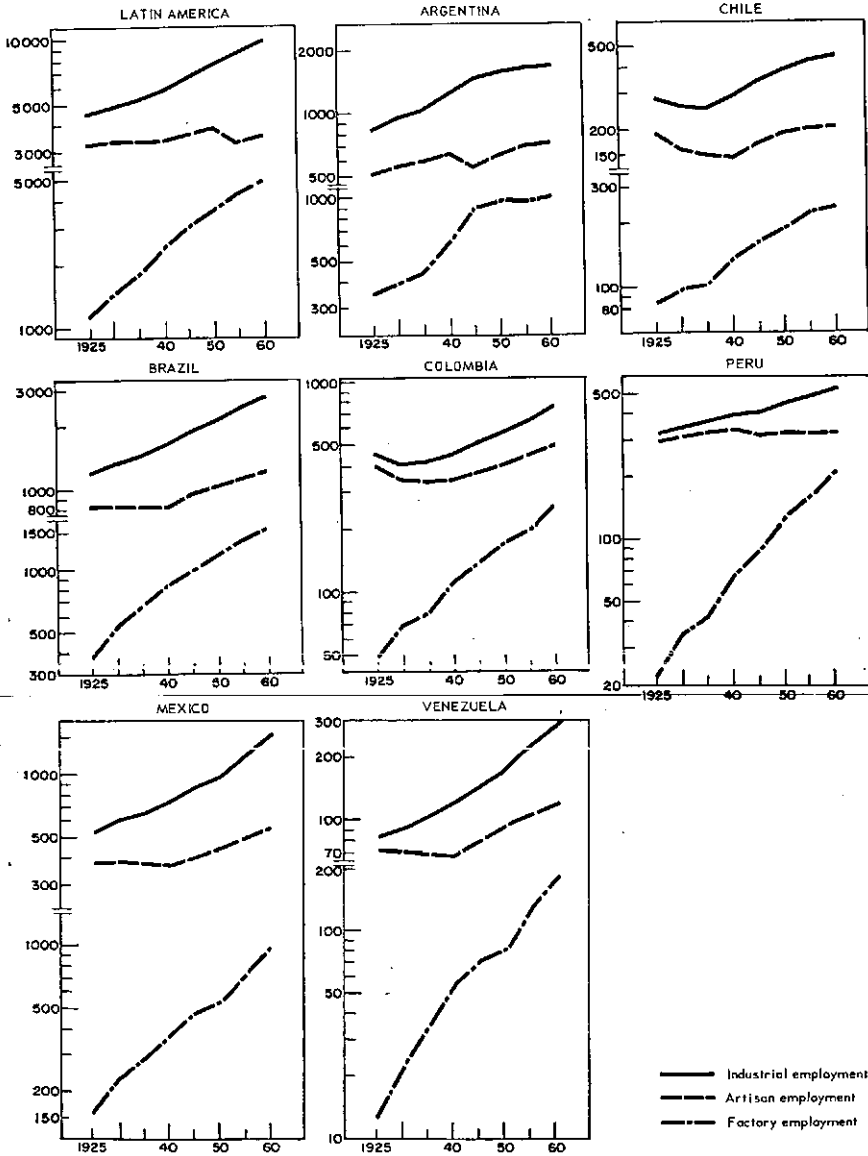 LATIN AMERICA
10000
5000
3000
5000
1000
1925 40 50 60
ARGENTINA
2000
1000
500
1000
500
300
1925 40 50 60
CHILE
500
200
150
300
100
80
1925 40 50 60
BRAZIL
3000
1000
800
1500
1000
500
300
1925 40 50 60
COLOMBIA
1000
500
100
50
1925 40 50 60
PERU
500
100
50
20
1925 40 50 60
MEXICO
1000
500
300
1000
500
200
150
1925 40 50 60
VENEZUELA
300
200
100
70
200
100
50
10
1925 40 50 60
Industrial employment
Artisan employment
Factory employment